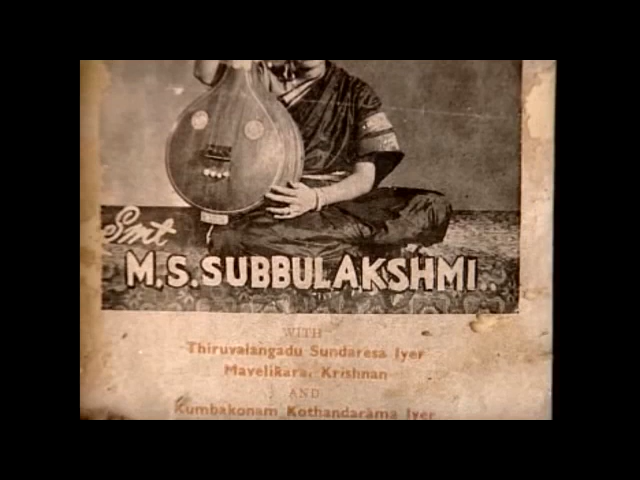 Smt
M.S.SUBBULAKSHMI..
WITH
Thiruvalangadu Sundaresa Iyer
Mavelikara, Krishnan
AND
Kumbakonam Kothandarama Iyer